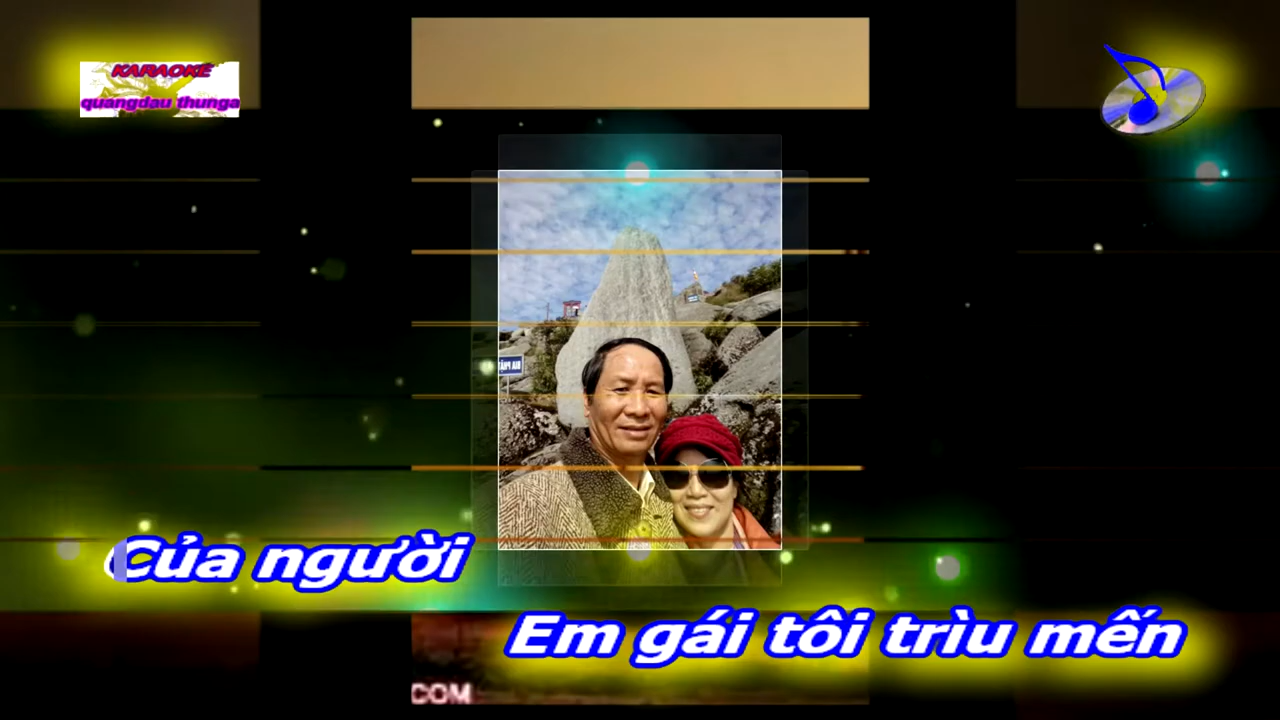 KARAOKE
quangdau thunga
Của người
Em gái tôi trìu mến
COM